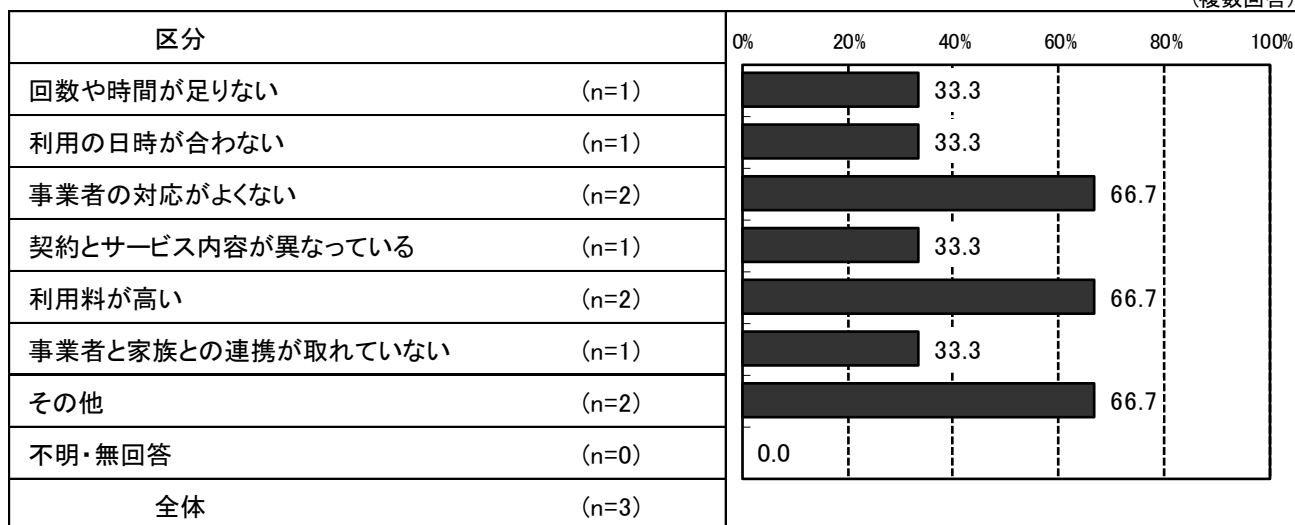 (複数回答)
区分
0% 20% 40% 60% 80% 100%
回数や時間が足りない (n=1) 33.3
利用の日時が合わない (n=1) 33.3
事業者の対応がよくない (n=2) 66.7
契約とサービス内容が異なっている (n=1) 33.3
利用料が高い (n=2) 66.7
事業者と家族との連携が取れていない (n=1) 33.3
その他 (n=2) 66.7
不明・無回答 (n=0) 0.0
全体 (n=3)